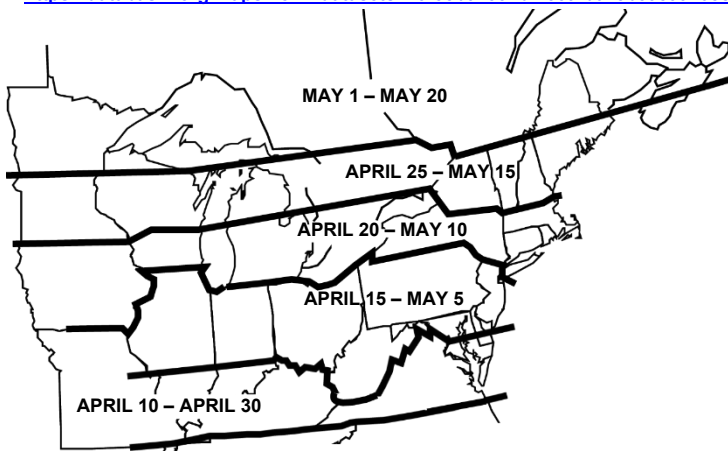 MAY 1 – MAY 20
APRIL 25 – MAY 15
APRIL 20 – MAY 10
APRIL 15 – MAY 5
APRIL 10 – APRIL 30